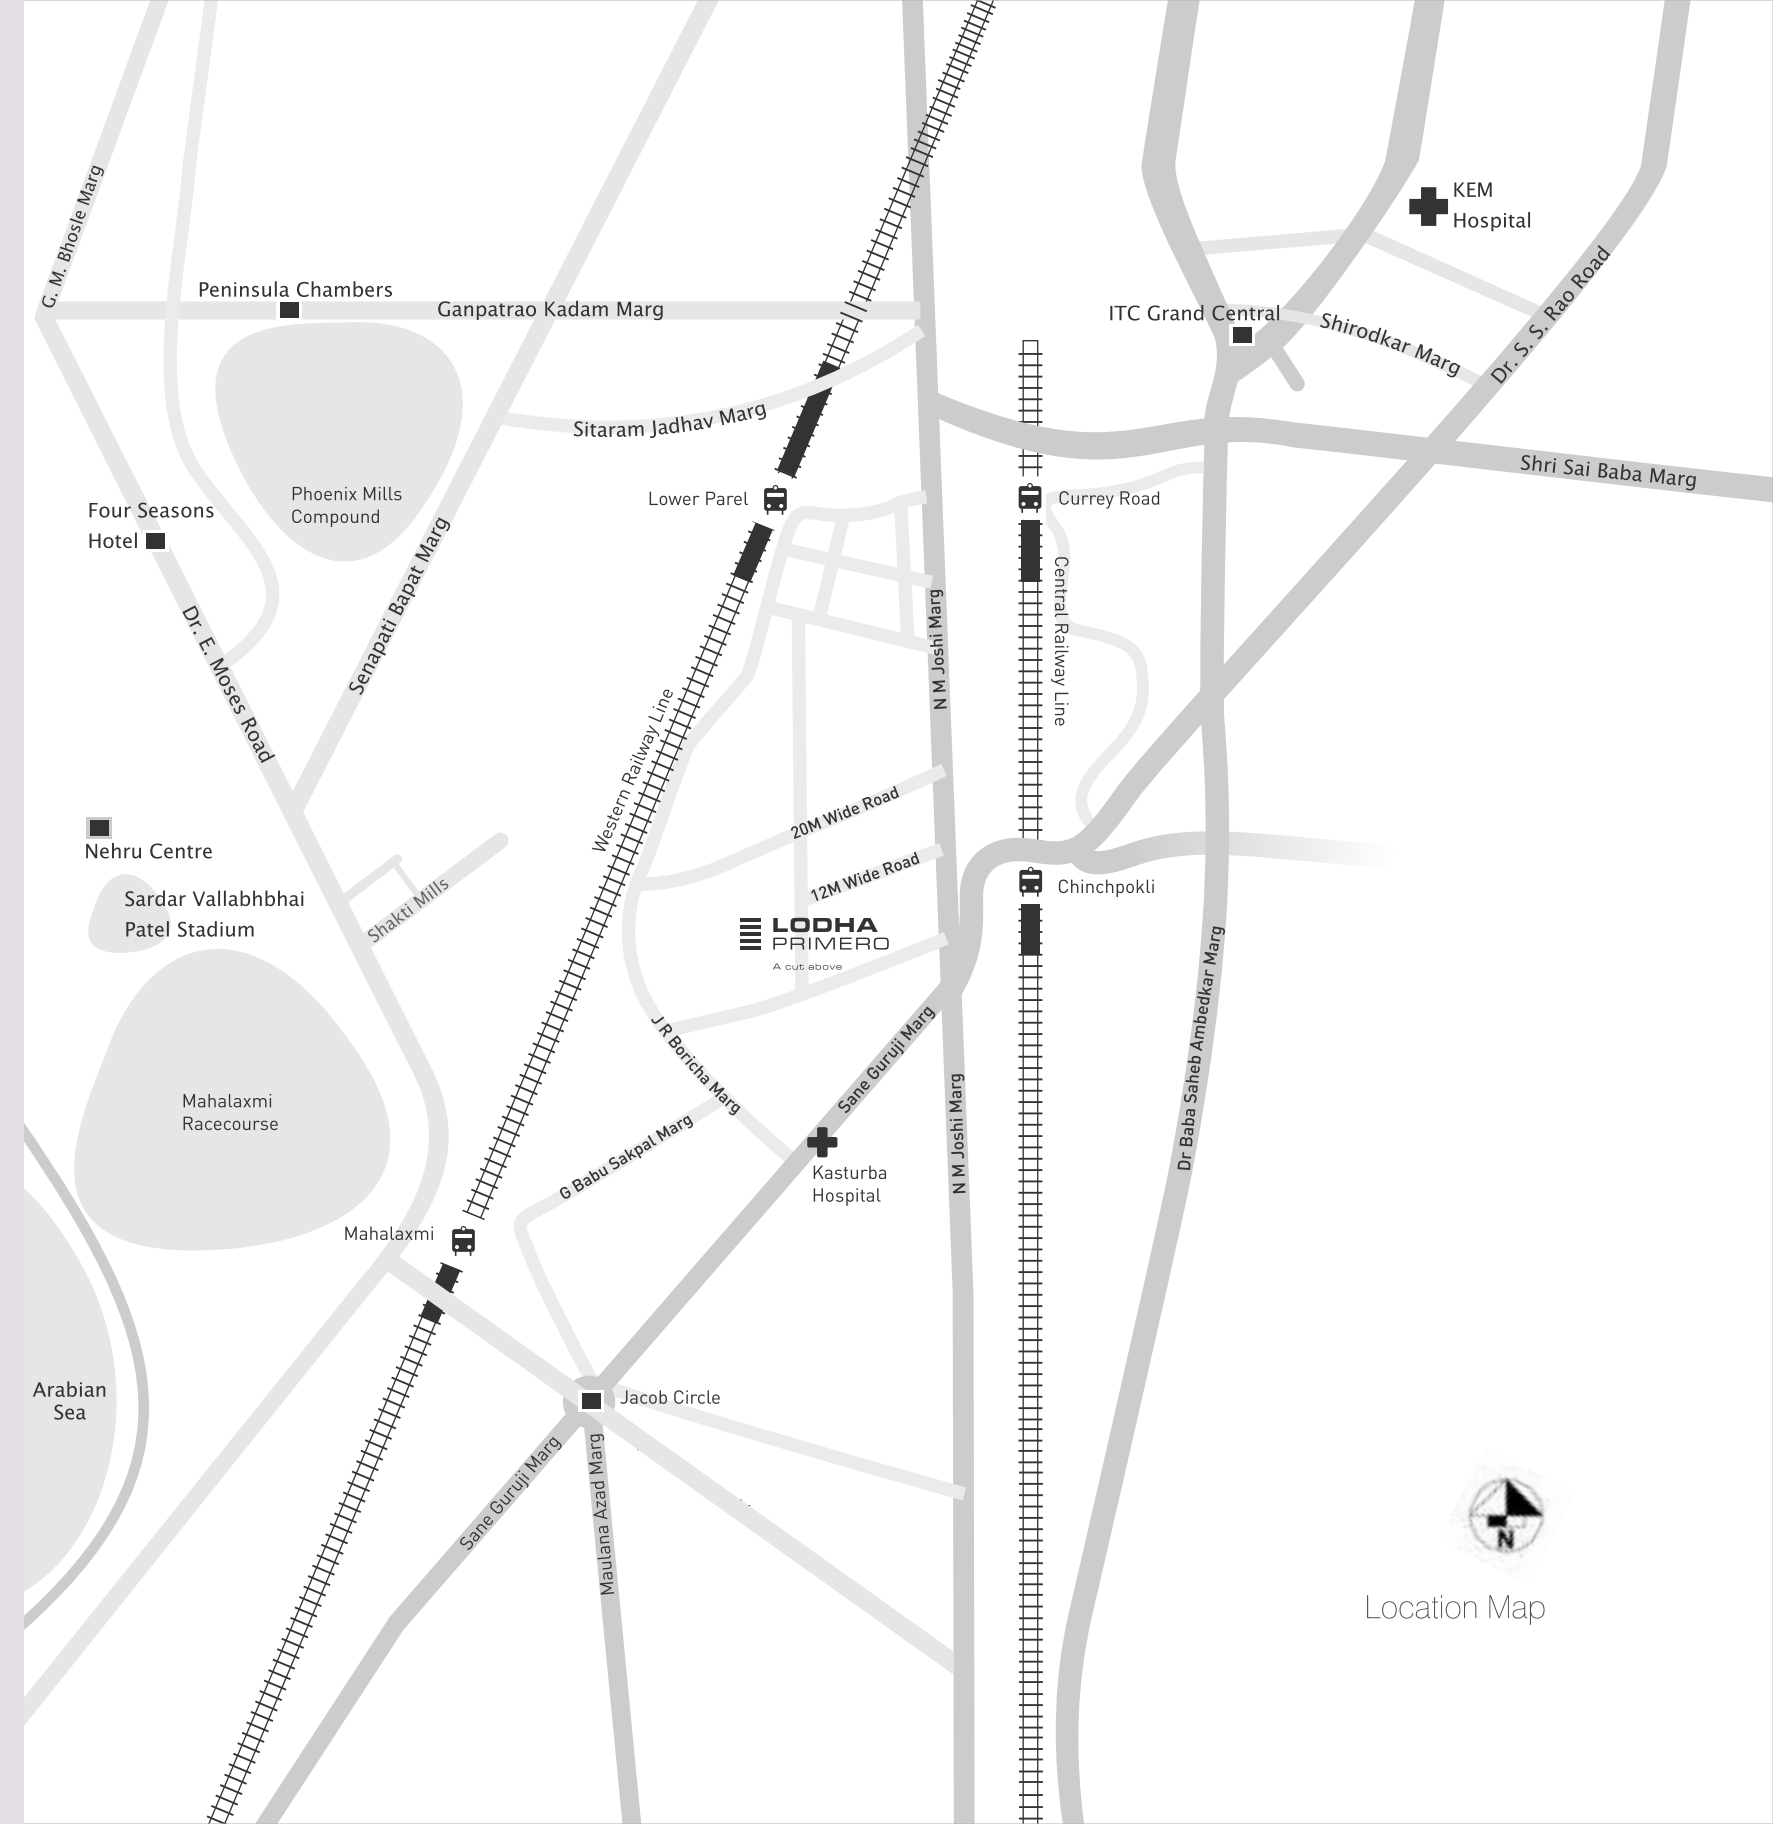 G. M. Bhosle Marg
KEM
Hospital
Peninsula Chambers
Ganpatrao Kadam Marg
ITC Grand Central
Shirodkar Marg
Dr. S. S. Rao Road
Sitaram Jadhav Marg
Shri Sai Baba Marg
Phoenix Mills
Compound
Lower Parel
Currey Road
Four Seasons
Hotel
Senapati Bapat Marg
Central Railway Line
N M Joshi Marg
Dr. E. Moses Road
Western Railway Line
20M Wide Road
Nehru Centre
12M Wide Road
Chinchpokli
Sardar Vallabhbhai
Patel Stadium
Shakti Mills
LODHA
PRIMERO
A cut above
Dr Baba Saheb Ambedkar Marg
J R Boricha Marg
Sane Guruji Marg
Mahalaxmi
Racecourse
N M Joshi Marg
G Babu Sakpal Marg
Kasturba
Hospital
Mahalaxmi
Arabian
Sea
Jacob Circle
Sane Guruji Marg
Maulana Azad Marg
N
Location Map